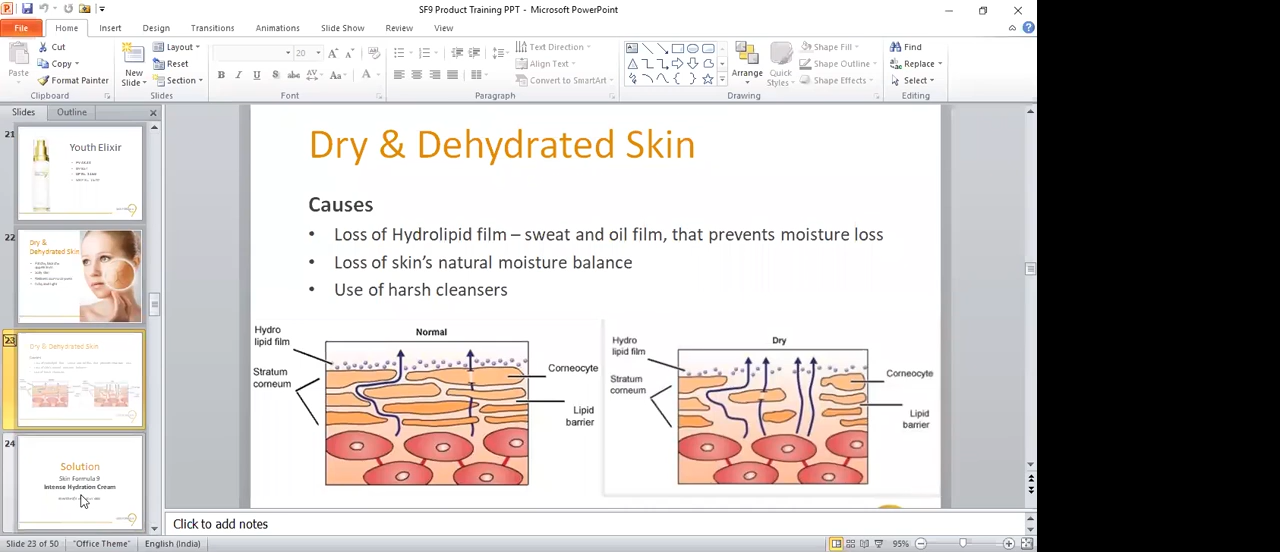 SF9 Product Training PPT - Microsoft PowerPoint
File
Home
Insert
Design
Transitions
Animations
Slide Show
Review
View
Paste
Cut
Copy
Format Painter
Clipboard
New
Slide
Layout
Reset
Section
Slides
20
Font
Text Direction
Align Text
Convert to SmartArt
Paragraph
Arrange
Quick
Styles
Shape Fill
Shape Outline
Shape Effects
Drawing
Find
Replace
Select
Editing
Slides
Outline
21
Youth Elixir
22
Dry &
Dehydrated Skin
23
Dry & Dehydrated Skin
24
Solution
Skin Formula 9
Intense Hydration Cream
Dry & Dehydrated Skin
Causes
• Loss of Hydrolipid film – sweat and oil film, that prevents moisture loss
• Loss of skin's natural moisture balance
• Use of harsh cleansers
Normal
Hydro
lipid film
Stratum
corneum
Corneocyte
Lipid
barrier
Dry
Hydro
lipid film
Stratum
corneum
Corneocyte
Lipid
barrier
Click to add notes
Slide 23 of 50
"Office Theme"
English (India)
95%